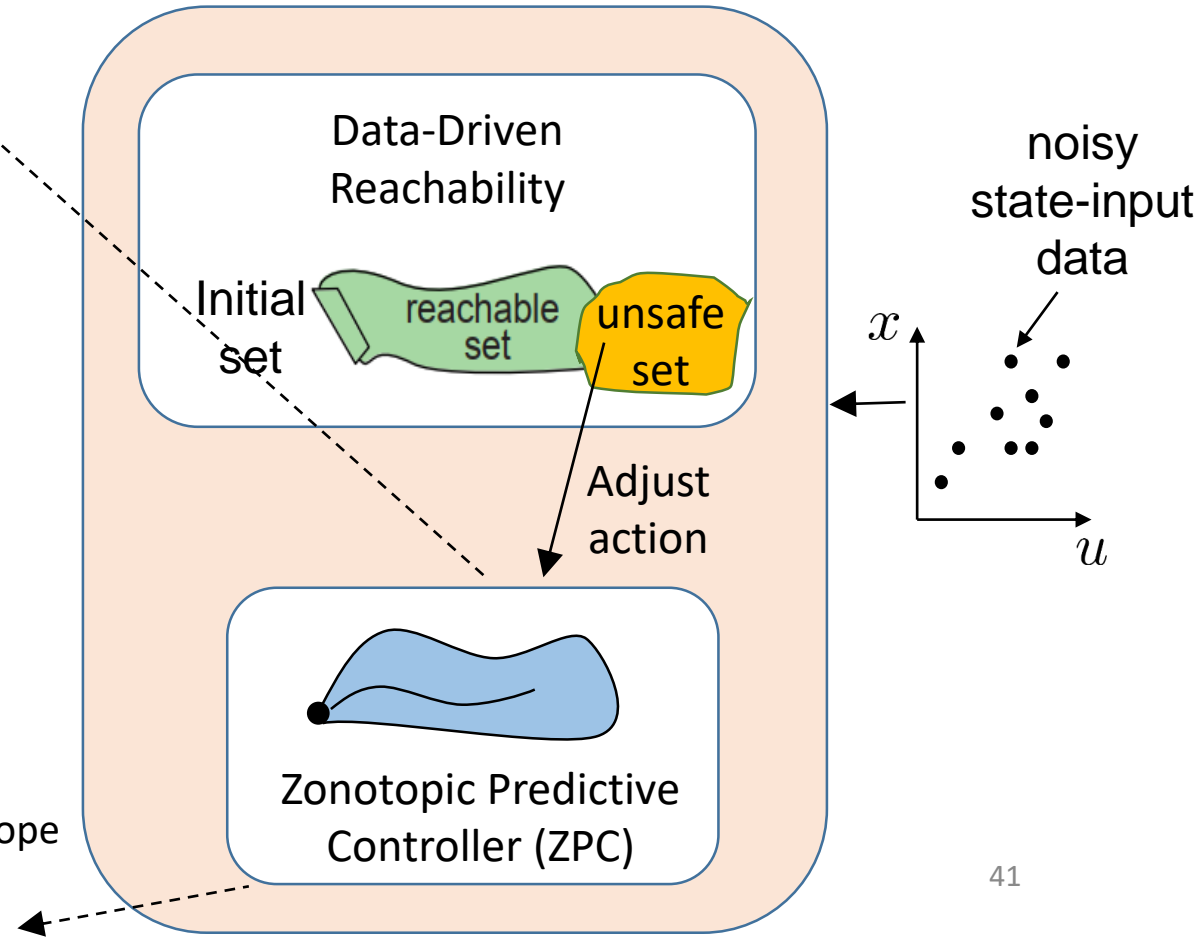 Data-Driven
Reachability
Initial
set
reachable
set
unsafe
set
Adjust
action
Zonotopic Predictive
Controller (ZPC)
noisy
state-input
data
x
u
ope
41